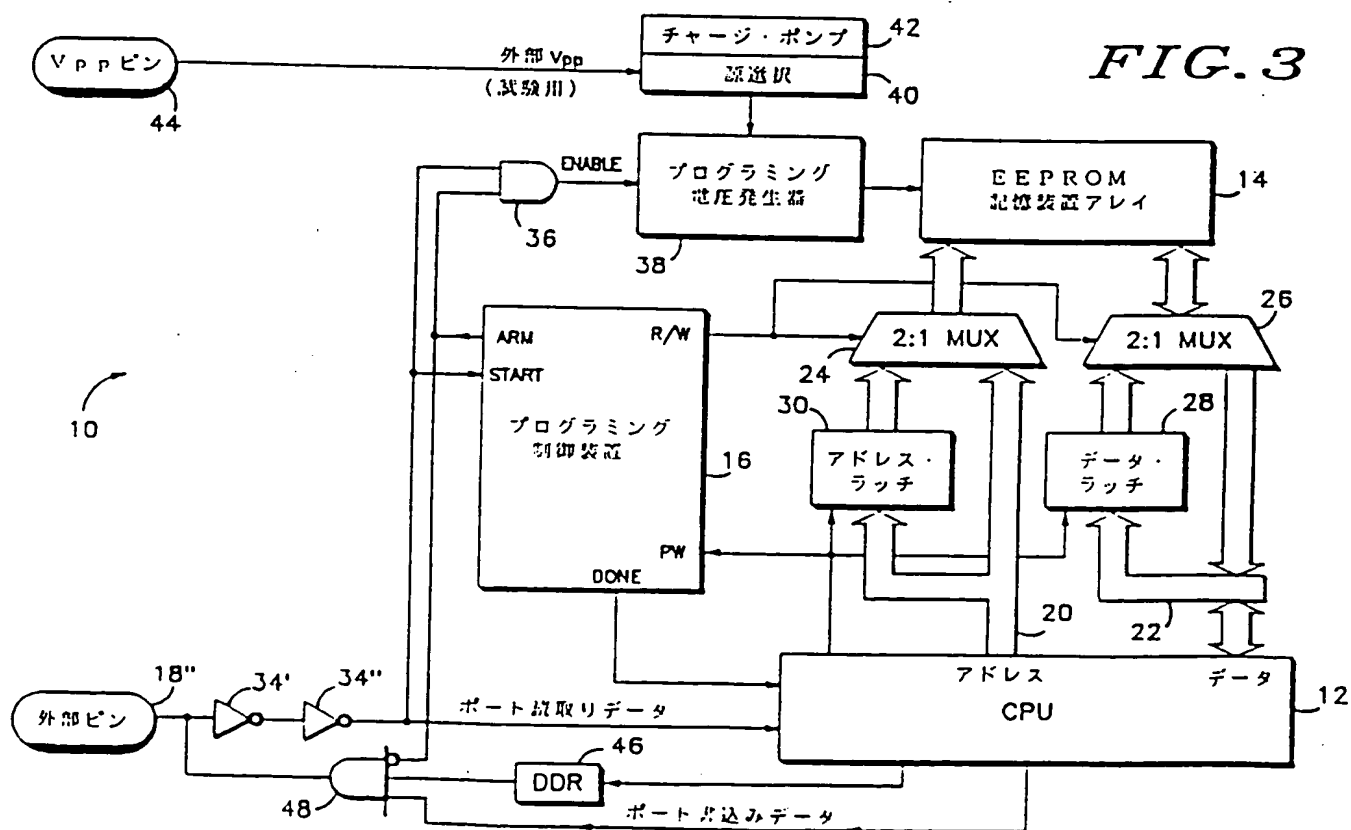 FIG. 3
チャージ・ポンプ
42
Vppピン
外部 Vpp
(試験用)
源選択
40
44
ENABLE
36
プログラミング
電圧発生器
38
EEPROM
記憶装置アレイ
14
26
ARM
R/W
START
2:1 MUX
24
2:1 MUX
10
プログラミング
制御装置
16
30
アドレス・
ラッチ
28
データ・
ラッチ
PW
DONE
20
22
18"
34'
34"
外部ピン
ポート読取りデータ
アドレス
データ
CPU
12
46
DDR
48
ポート書込みデータ